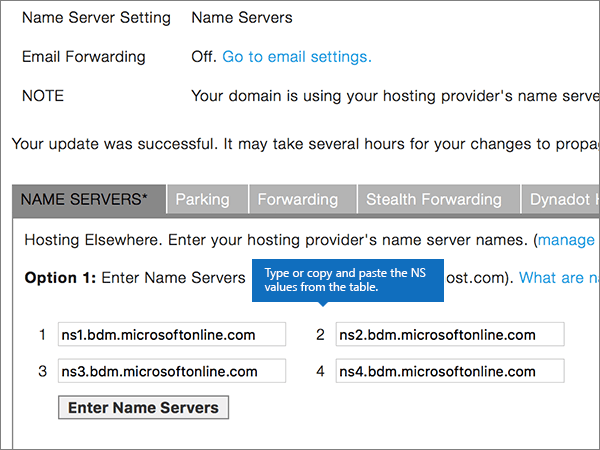 Name Server Setting Name Servers
Email Forwarding Off. Go to email settings.
NOTE Your domain is using your hosting provider's name serve
Your update was successful. It may take several hours for your changes to propa
NAME SERVERS* Parking Forwarding Stealth Forwarding Dynadot H
Hosting Elsewhere. Enter your hosting provider's name server names. (manage
Type or copy and paste the NS
values from the table.
Option 1: Enter Name Servers ost.com). What are na
1 ns1.bdm.microsoftonline.com 2 ns2.bdm.microsoftonline.com
3 ns3.bdm.microsoftonline.com 4 ns4.bdm.microsoftonline.com
Enter Name Servers